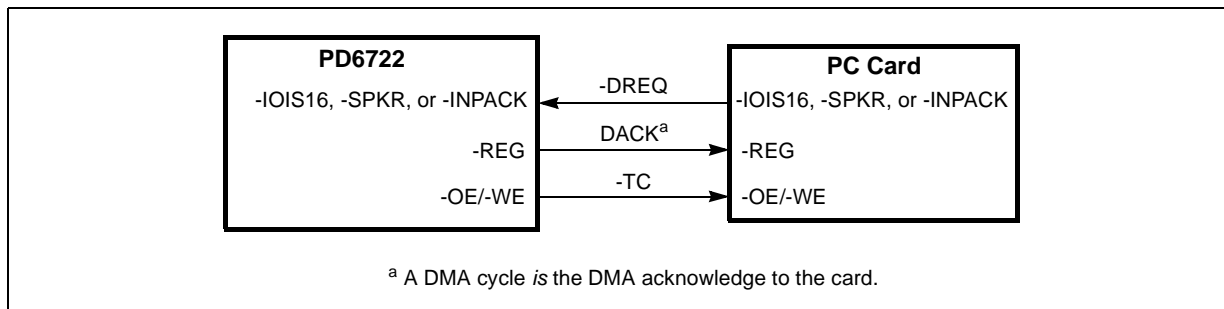 PD6722
PC Card
-DREQ
-IOIS16, -SPKR, or -INPACK
-IOIS16, -SPKR, or -INPACK
DACKa
-REG
-REG
-TC
-OE/-WE
-OE/-WE
a A DMA cycle is the DMA acknowledge to the card.